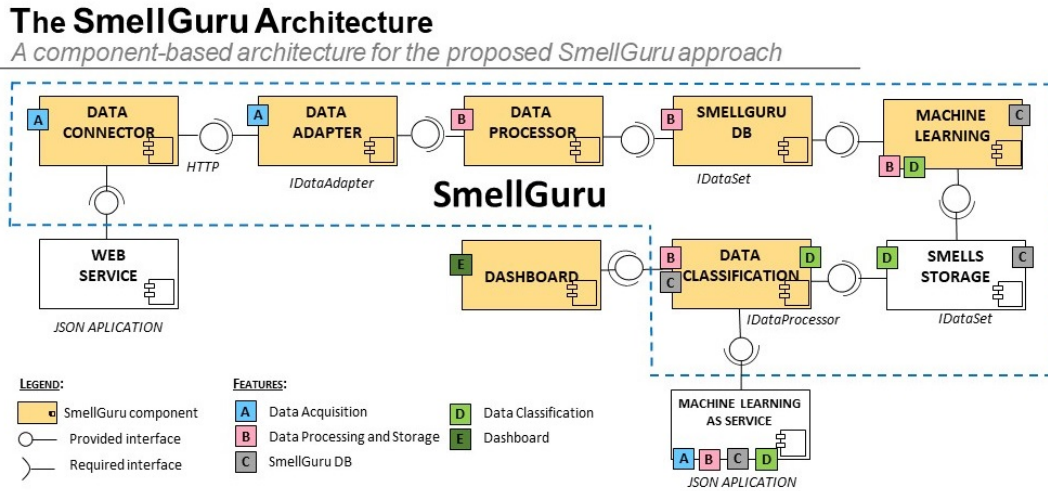 The SmellGuru Architecture
A component-based architecture for the proposed SmellGuru approach
A
DATA
CONNECTOR
HTTP
A
DATA
ADAPTER
IDataAdapter
B
DATA
PROCESSOR
B
SMELLGURU
DB
IDataSet
MACHINE
LEARNING
C
B D
SmellGuru
WEB
SERVICE
JSON APLICATION
E
DASHBOARD
B
C
DATA
CLASSIFICATION
D
IDataProcessor
D
SMELLS
STORAGE
C
IDataSet
MACHINE LEARNING
AS SERVICE
A B C D
JSON APLICATION
LEGEND:
SmellGuru component
Provided interface
Required interface
FEATURES:
A Data Acquisition
B Data Processing and Storage
C SmellGuru DB
D Data Classification
E Dashboard